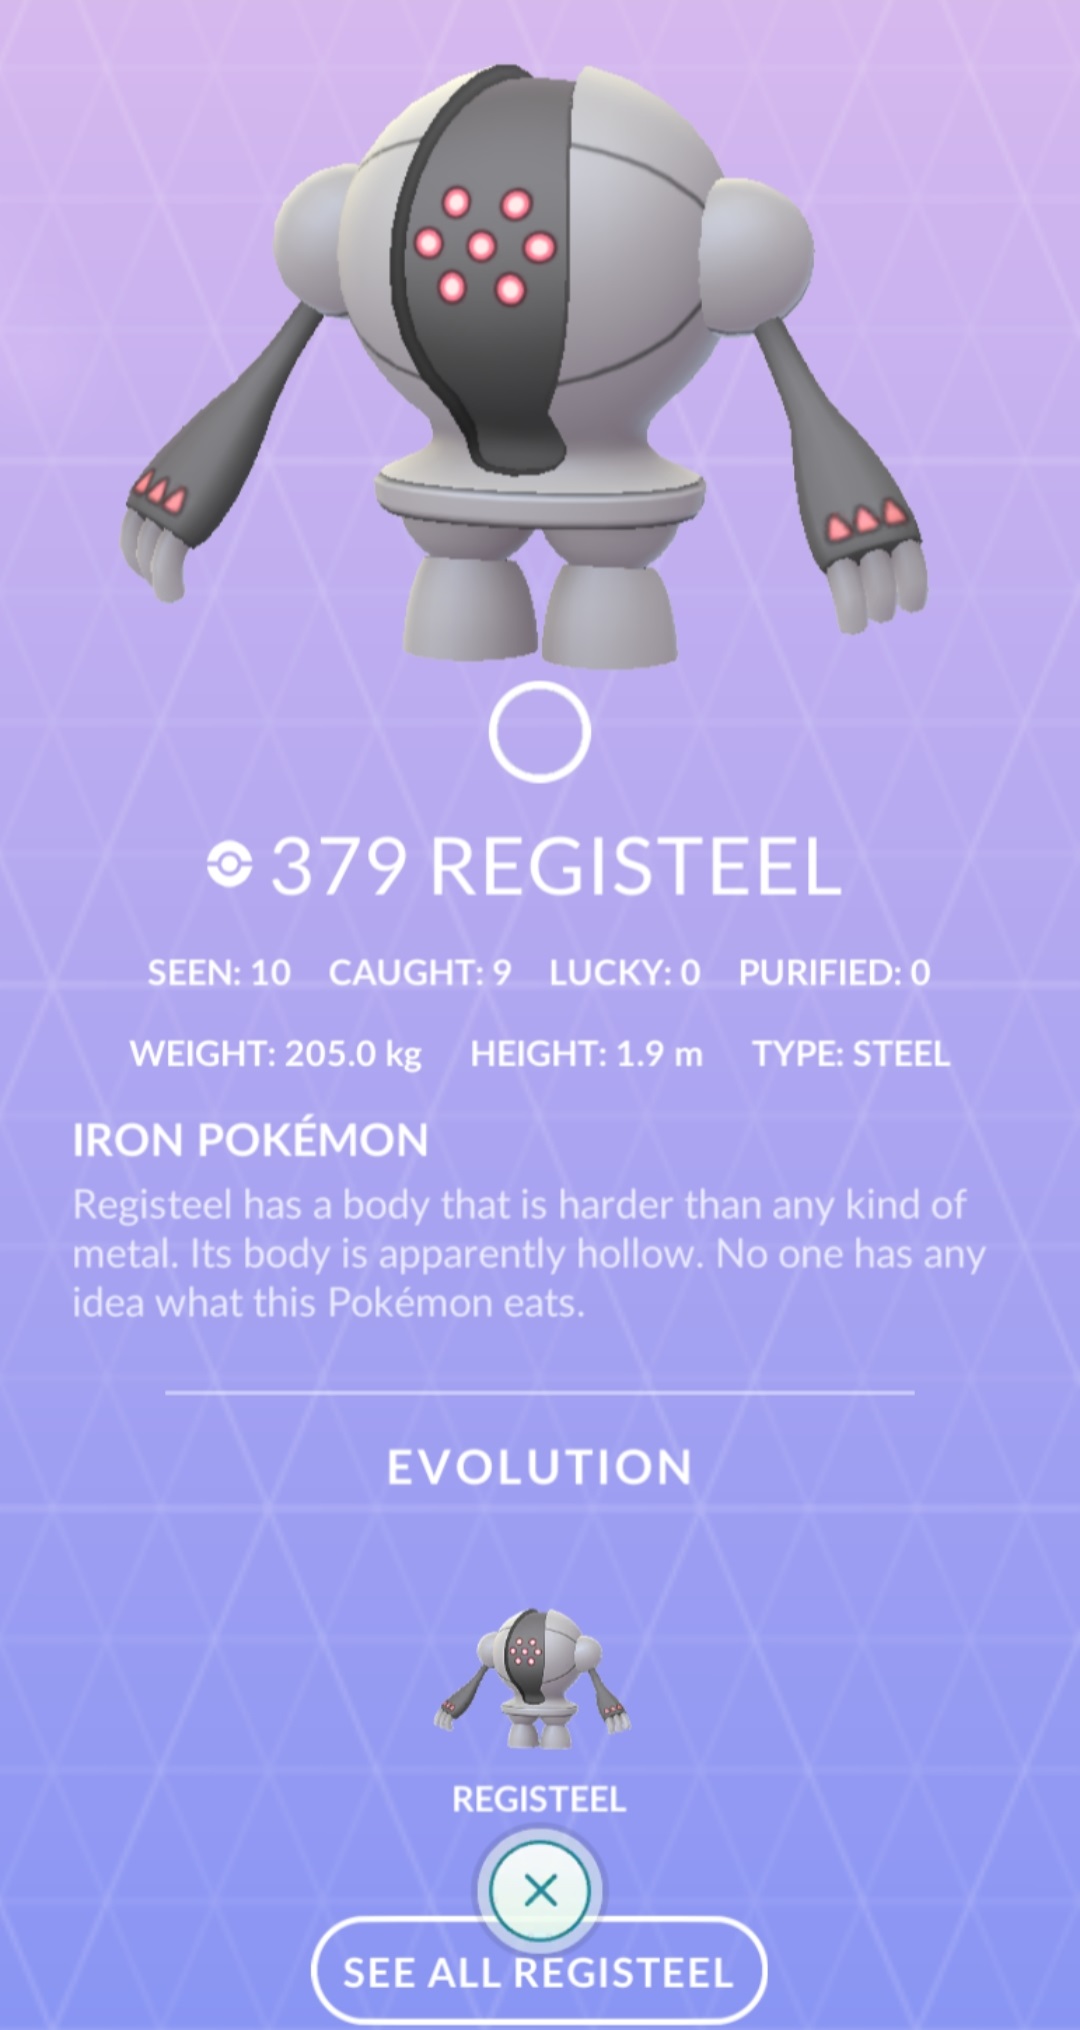 379 REGISTEEL
SEEN: 10 CAUGHT: 9 LUCKY: 0 PURIFIED: 0
WEIGHT: 205.0 kg HEIGHT: 1.9 m TYPE: STEEL
IRON POKÉMON
Registeel has a body that is harder than any kind of
metal. Its body is apparently hollow. No one has any
idea what this Pokémon eats.
EVOLUTION
REGISTEEL
SEE ALL REGISTEEL